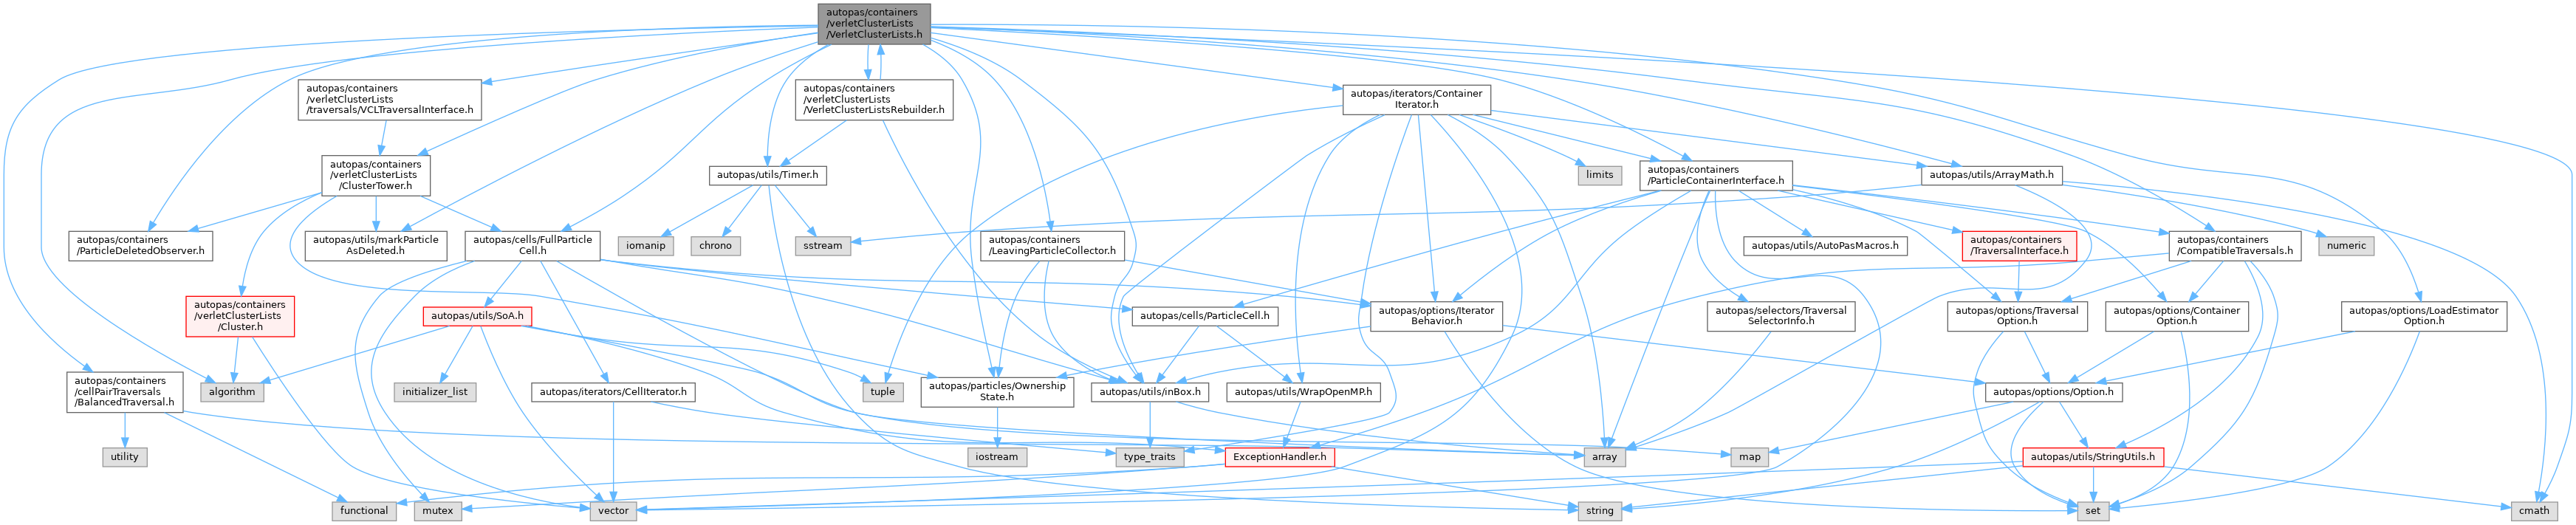 autopas/containers
/verletClusterLists
/VerletClusterLists.h
autopas/containers
/verletClusterLists
/traversals/VCLTraversalInterface.h
autopas/containers
/verletClusterLists
/VerletClusterListsRebuilder.h
autopas/iterators/Container
Iterator.h
autopas/containers
/verletClusterLists
/ClusterTower.h
autopas/utils/Timer.h
limits
autopas/containers
/ParticleContainerInterface.h
autopas/utils/ArrayMath.h
autopas/containers
/ParticleDeletedObserver.h
autopas/utils/markParticle
AsDeleted.h
autopas/cells/FullParticle
Cell.h
iomanip
chrono
sstream
autopas/containers
/LeavingParticleCollector.h
autopas/utils/AutoPasMacros.h
autopas/containers
/TraversalInterface.h
autopas/containers
/CompatibleTraversals.h
numeric
autopas/containers
/verletClusterLists
/Cluster.h
autopas/utils/SoA.h
autopas/cells/ParticleCell.h
autopas/options/Iterator
Behavior.h
autopas/selectors/Traversal
SelectorInfo.h
autopas/options/Traversal
Option.h
autopas/options/Container
Option.h
autopas/options/LoadEstimator
Option.h
autopas/containers
/cellPairTraversals
/BalancedTraversal.h
algorithm
initializer_list
autopas/iterators/CellIterator.h
tuple
autopas/particles/Ownership
State.h
autopas/utils/inBox.h
autopas/utils/WrapOpenMP.h
autopas/options/Option.h
utility
iostream
type_traits
ExceptionHandler.h
array
map
autopas/utils/StringUtils.h
functional
mutex
vector
string
set
cmath